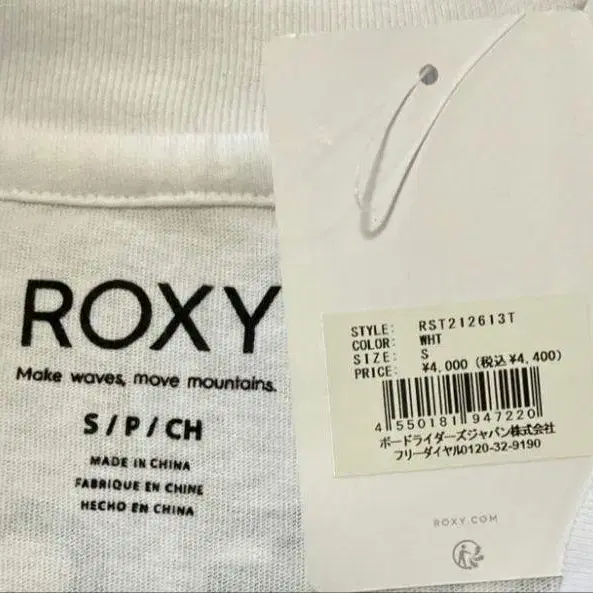 ROXY
Make waves, move mountains.
S/P/CH
MADE IN CHINA
FABRIQUE EN CHINE
HECHO EN CHINA
STYLE: RST212613T
COLOR: WHT
SIZE: S
PRICE: ¥4,000 (税込¥4,400)
4 550181 947220
ボードライダーズジャパン株式会社
フリーダイヤル0120-32-9190
ROXY.COM